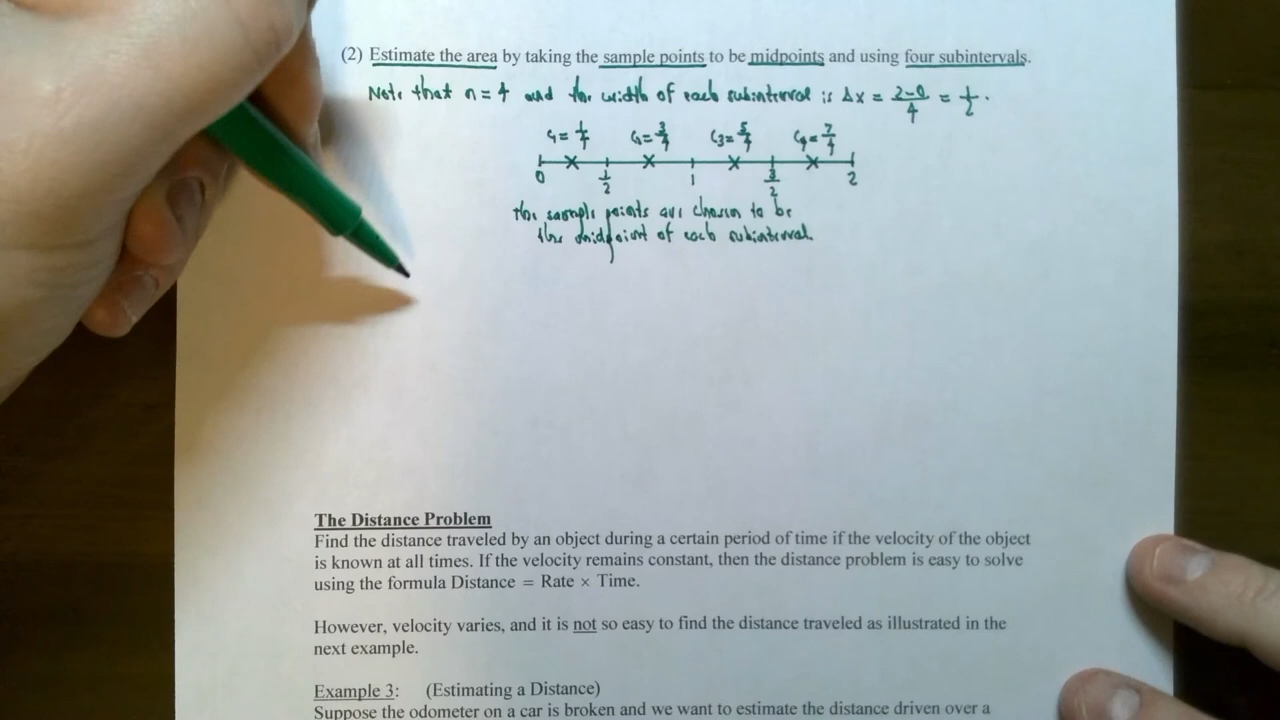 (2) Estimate the area by taking the sample points to be midpoints and using four subintervals.
Note that n = 4 and the width of each subinterval is Δx = 2-0/4 = 1/2.
c₁ = 1/4 c₂ = 3/4 c₃ = 5/4 c₄ = 7/4
0 1/2 1 3/2 2
the sample points are chosen to be
the midpoint of each subinterval.
The Distance Problem
Find the distance traveled by an object during a certain period of time if the velocity of the object
is known at all times. If the velocity remains constant, then the distance problem is easy to solve
using the formula Distance = Rate × Time.
However, velocity varies, and it is not so easy to find the distance traveled as illustrated in the
next example.
Example 3: (Estimating a Distance)
Suppose the odometer on a car is broken and we want to estimate the distance driven over a